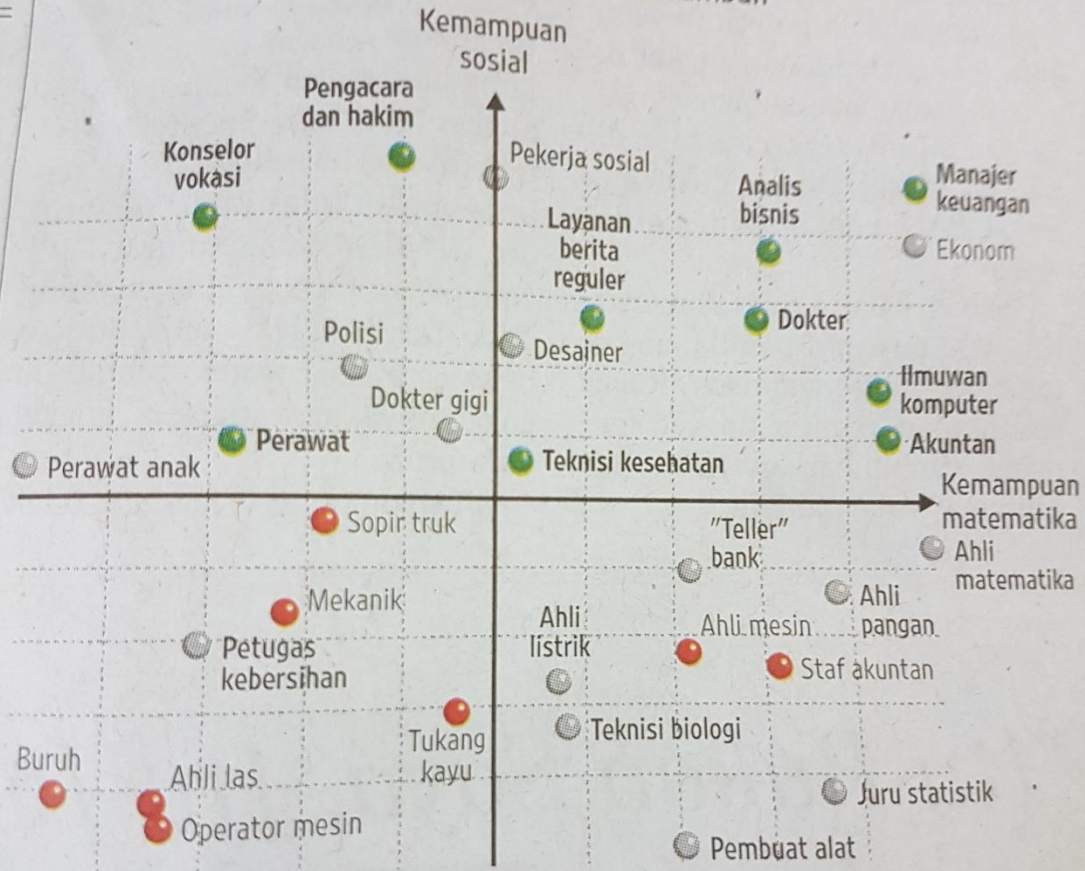 Kemampuan
sosial
Pengacara
dan hakim
Konselor
vokasi
Pekerja sosial
Analis
bisnis
Manajer
keuangan
Layanan
berita
reguler
Ekonom
Polisi
Desainer
Dokter
Dokter gigi
Ilmuwan
komputer
Perawat
Akuntan
Perawat anak
Teknisi kesehatan
Kemampuan
matematika
Sopir truk
"Teller"
bank
Ahli
matematika
Mekanik
Ahli
listrik
Ahli mesin
Ahli
pangan
Petugas
kebersihan
Staf akuntan
Tukang
kayu
Teknisi biologi
Buruh
Ahli las
Juru statistik
Operator mesin
Pembuat alat